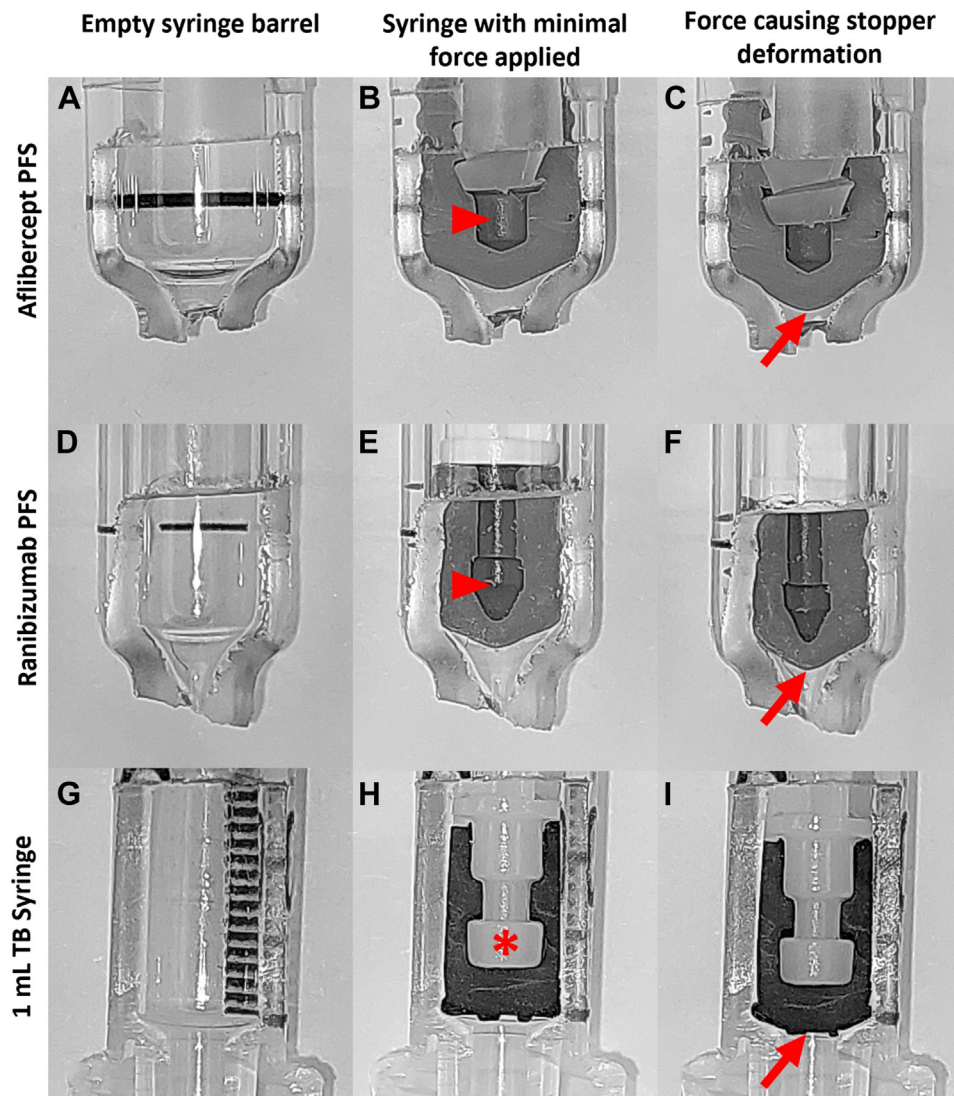 Empty syringe barrel
Syringe with minimal
force applied
Force causing stopper
deformation
Aflibercept PFS
A
B
C
Ranibizumab PFS
D
E
F
1 mL TB Syringe
G
H
*
I